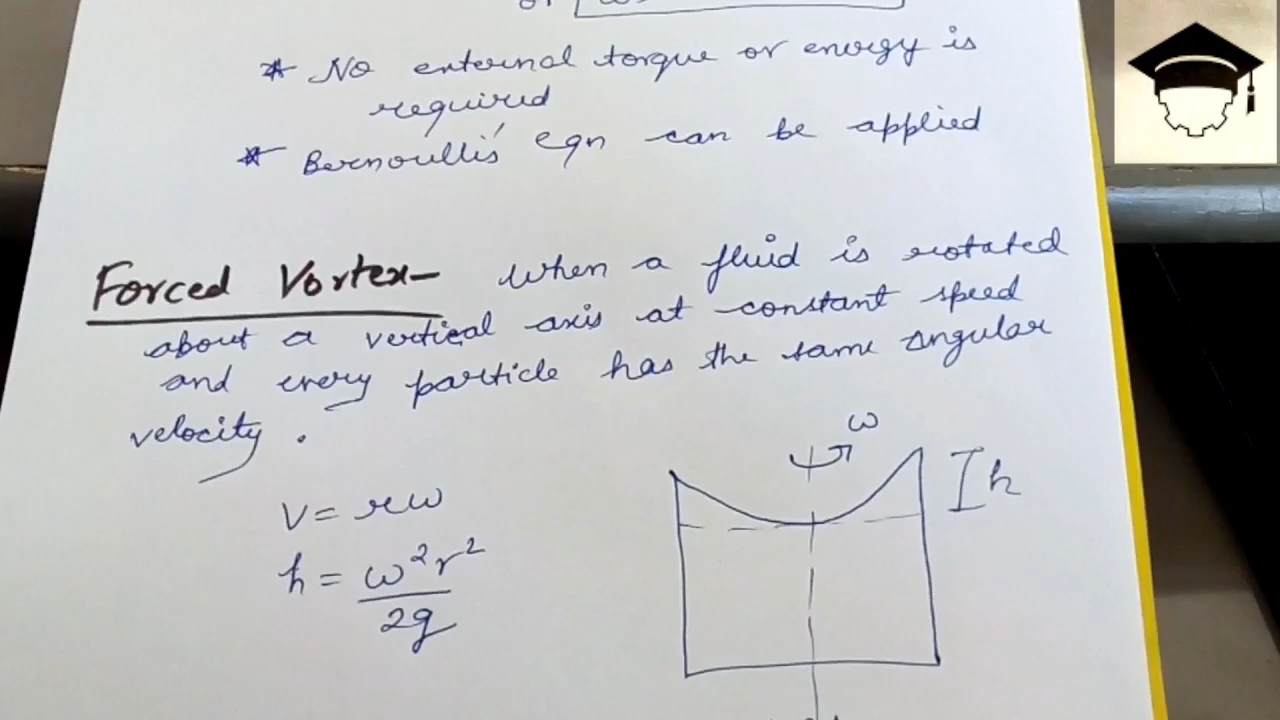 or
* No external torque or energy is
required
* Bernoulli's eqn can be applied
Forced Vortex- When a fluid is rotated
about a vertical axis at constant speed
and every particle has the same angular
velocity.
ω
h
V = rω
h = ω²r²
2g